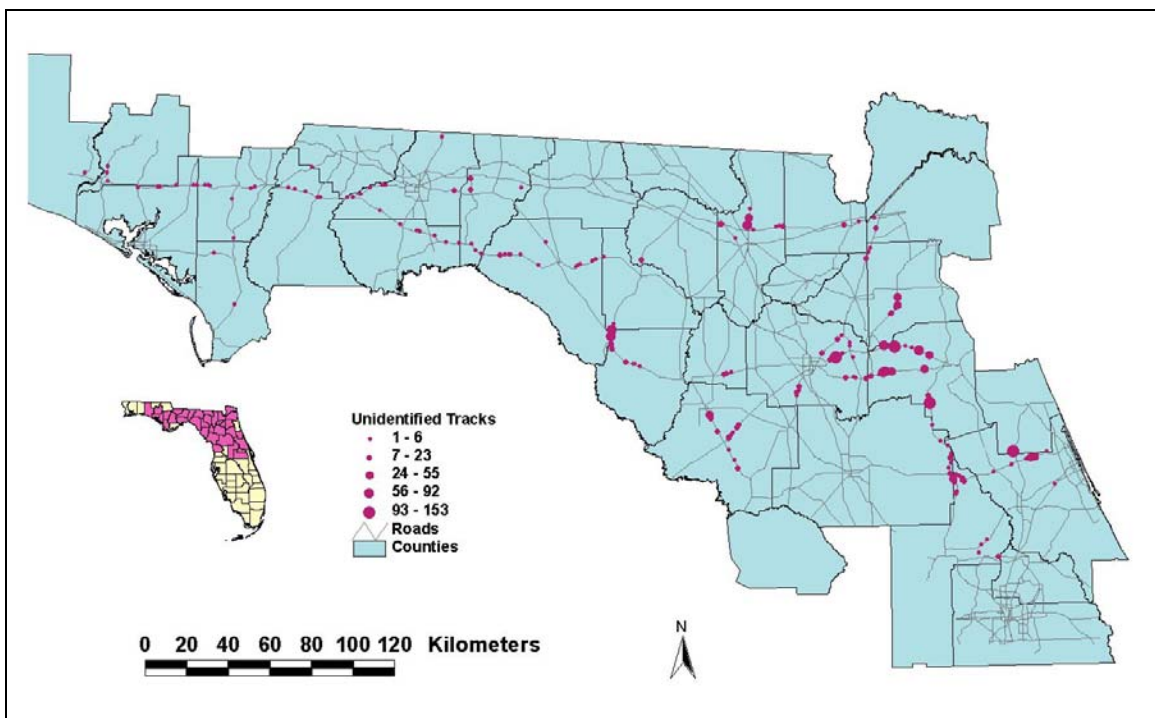 Unidentified Tracks
1 - 6
7 - 23
24 - 55
56 - 92
93 - 153
Roads
Counties
0 20 40 60 80 100 120 Kilometers
N